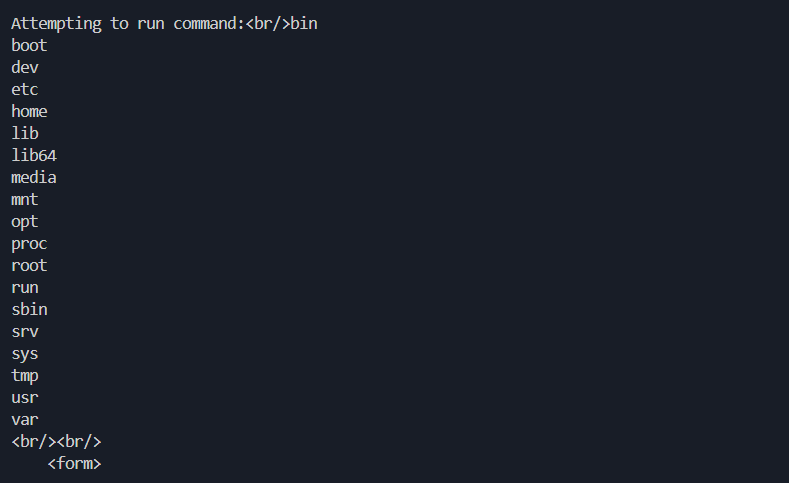 Attempting to run command:<br/>bin
boot
dev
etc
home
lib
lib64
media
mnt
opt
proc
root
run
sbin
srv
sys
tmp
usr
var
<br/><br/>
    <form>